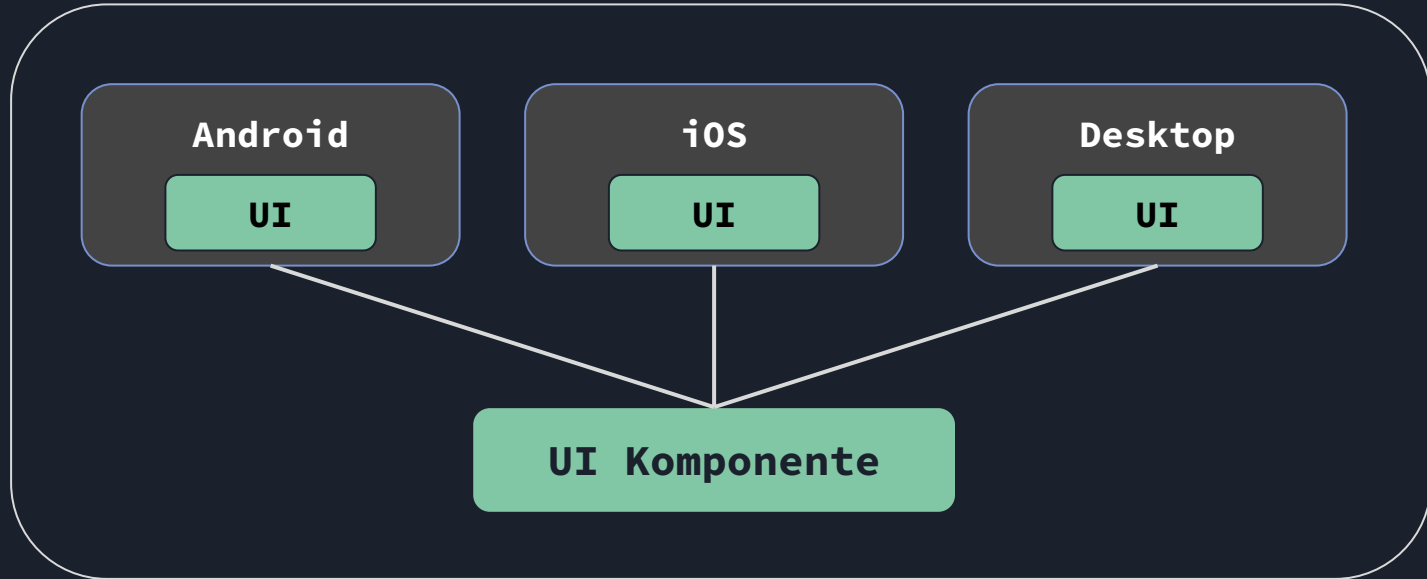 Android
iOS
Desktop
UI
UI
UI
UI Komponente